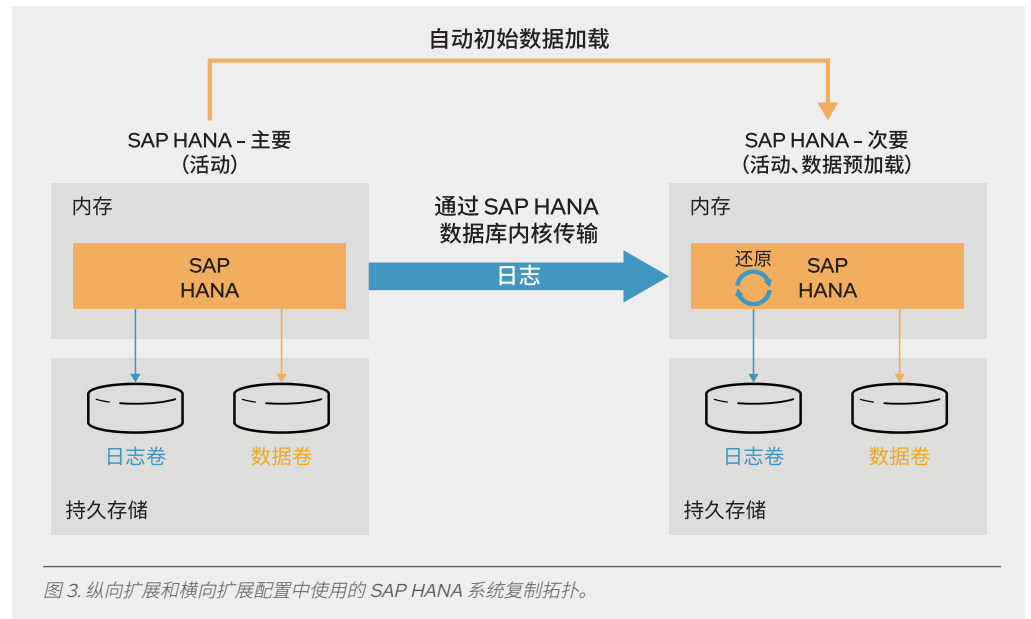 自动初始数据加载
SAP HANA – 主要
（活动）
SAP HANA – 次要
（活动、数据预加载）
内存
通过 SAP HANA
数据库内核传输
内存
SAP
HANA
日志
还原
SAP
HANA
日志卷
数据卷
日志卷
数据卷
持久存储
持久存储
图 3. 纵向扩展和横向扩展配置中使用的 SAP HANA 系统复制拓扑。